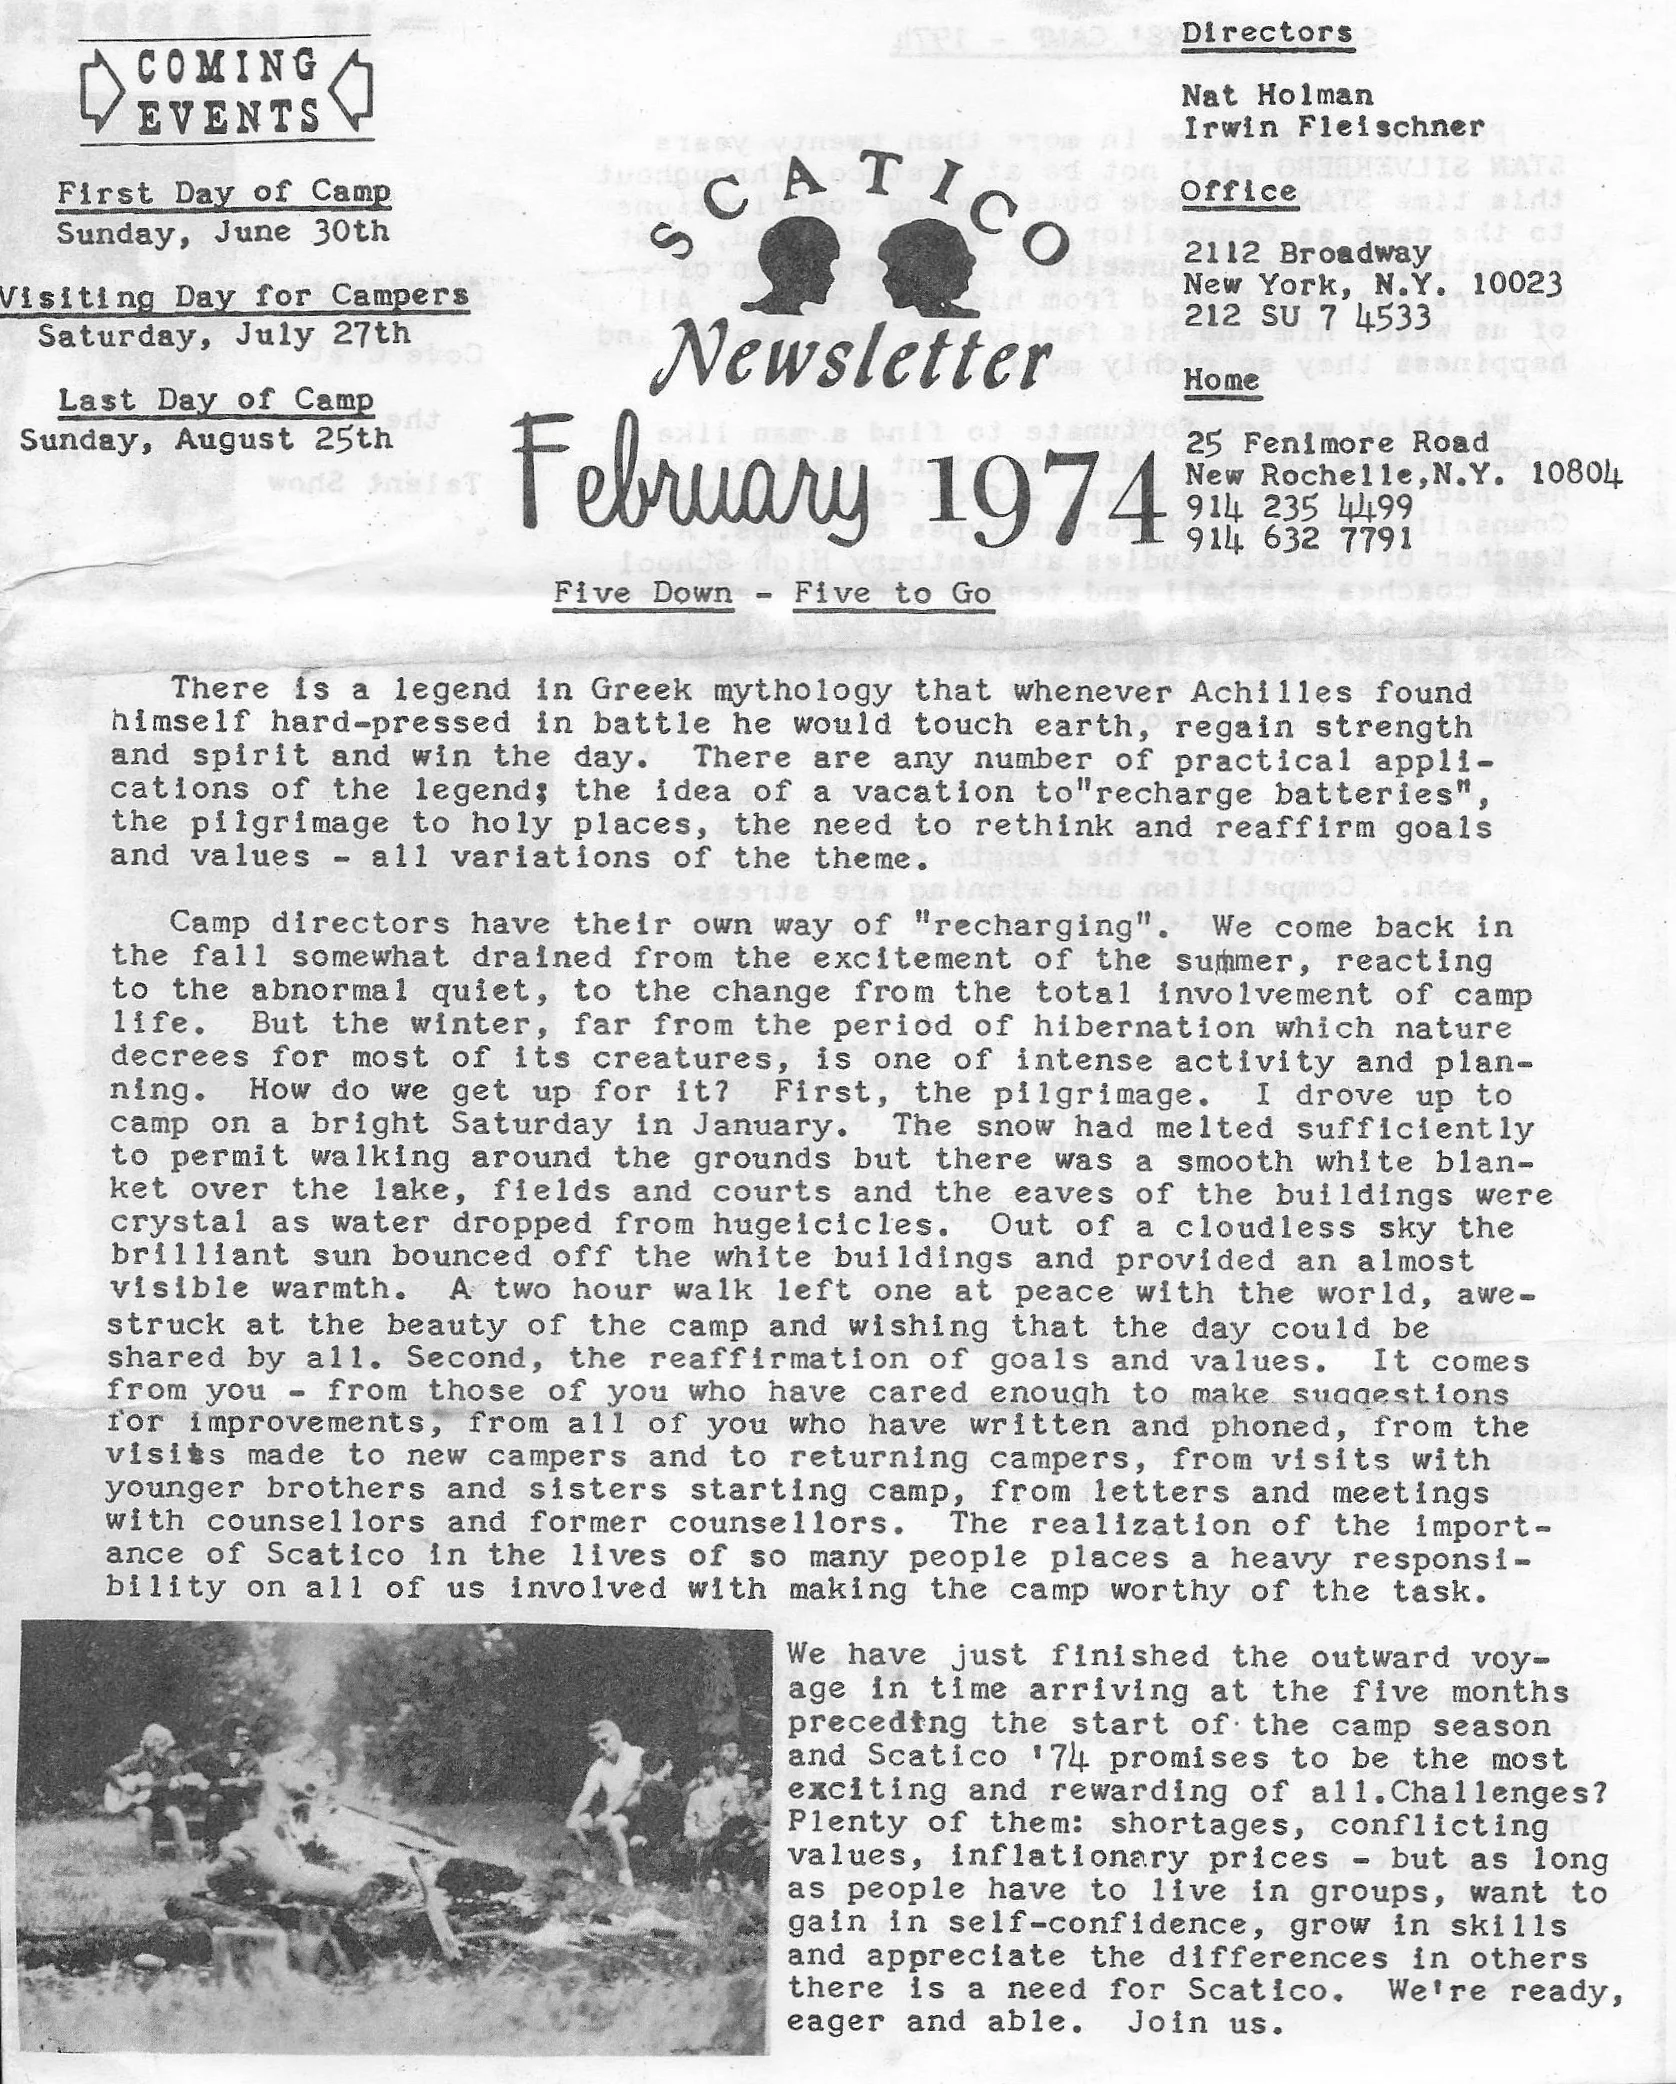 COMING
EVENTS
First Day of Camp
Sunday, June 30th
Visiting Day for Campers
Saturday, July 27th
Last Day of Camp
Sunday, August 25th
SCATICO
Newsletter
February 1974
Directors
Nat Holman
Irwin Fleischner
Office
2112 Broadway
New York, N.Y. 10023
212 SU 7 4533
Home
25 Fenimore Road
New Rochelle,N.Y. 10804
914 235 4499
914 632 7791
Five Down - Five to Go
There is a legend in Greek mythology that whenever Achilles found
himself hard-pressed in battle he would touch earth, regain strength
and spirit and win the day. There are any number of practical appli-
cations of the legend; the idea of a vacation to"recharge batteries",
the pilgrimage to holy places, the need to rethink and reaffirm goals
and values - all variations of the theme.
Camp directors have their own way of "recharging". We come back in
the fall somewhat drained from the excitement of the summer, reacting
to the abnormal quiet, to the change from the total involvement of camp
life. But the winter, far from the period of hibernation which nature
decrees for most of its creatures, is one of intense activity and plan-
ning. How do we get up for it? First, the pilgrimage. I drove up to
camp on a bright Saturday in January. The snow had melted sufficiently
to permit walking around the grounds but there was a smooth white blan-
ket over the lake, fields and courts and the eaves of the buildings were
crystal as water dropped from hugeicicles. Out of a cloudless sky the
brilliant sun bounced off the white buildings and provided an almost
visible warmth. A two hour walk left one at peace with the world, awe-
struck at the beauty of the camp and wishing that the day could be
shared by all. Second, the reaffirmation of goals and values. It comes
from you - from those of you who have cared enough to make suggestions
for improvements, from all of you who have written and phoned, from the
visits made to new campers and to returning campers, from visits with
younger brothers and sisters starting camp, from letters and meetings
with counsellors and former counsellors. The realization of the import-
ance of Scatico in the lives of so many people places a heavy responsi-
bility on all of us involved with making the camp worthy of the task.
We have just finished the outward voy-
age in time arriving at the five months
preceding the start of the camp season
and Scatico '74 promises to be the most
exciting and rewarding of all.Challenges?
Plenty of them: shortages, conflicting
values, inflationary prices - but as long
as people have to live in groups, want to
gain in self-confidence, grow in skills
and appreciate the differences in others
there is a need for Scatico. We're ready,
eager and able. Join us.